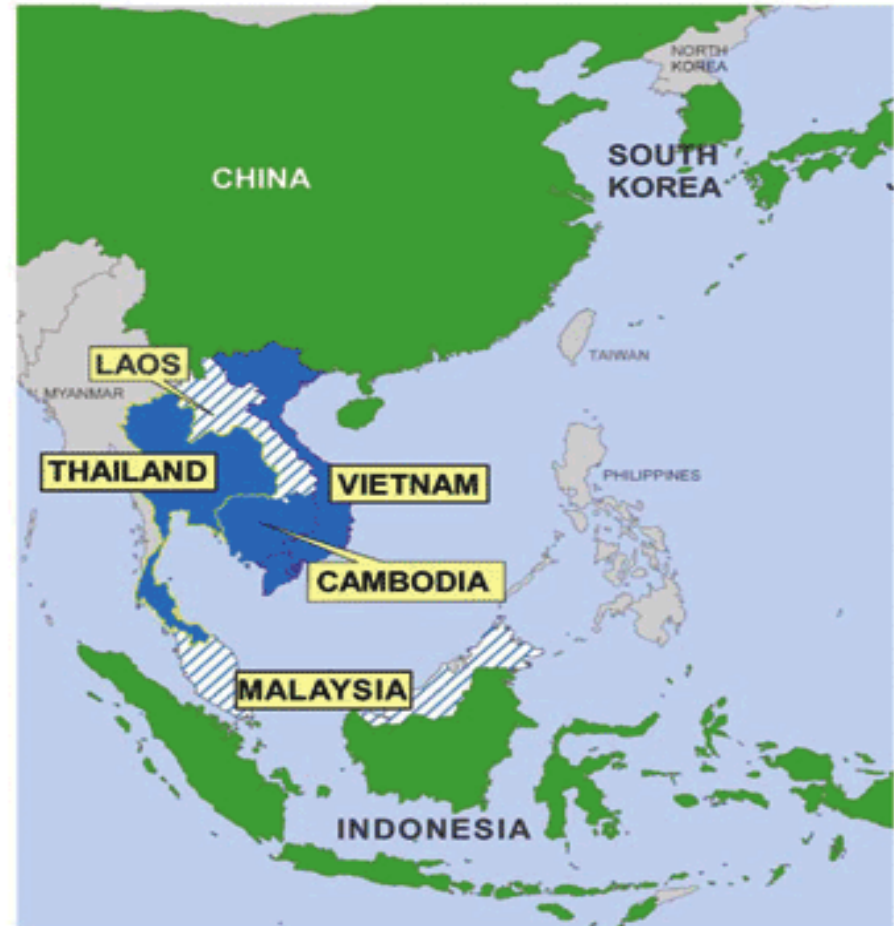 NORTH
KOREA
SOUTH
KOREA
CHINA
TAIWAN
LAOS
MYANMAR
THAILAND
VIETNAM
PHILIPPINES
CAMBODIA
MALAYSIA
INDONESIA